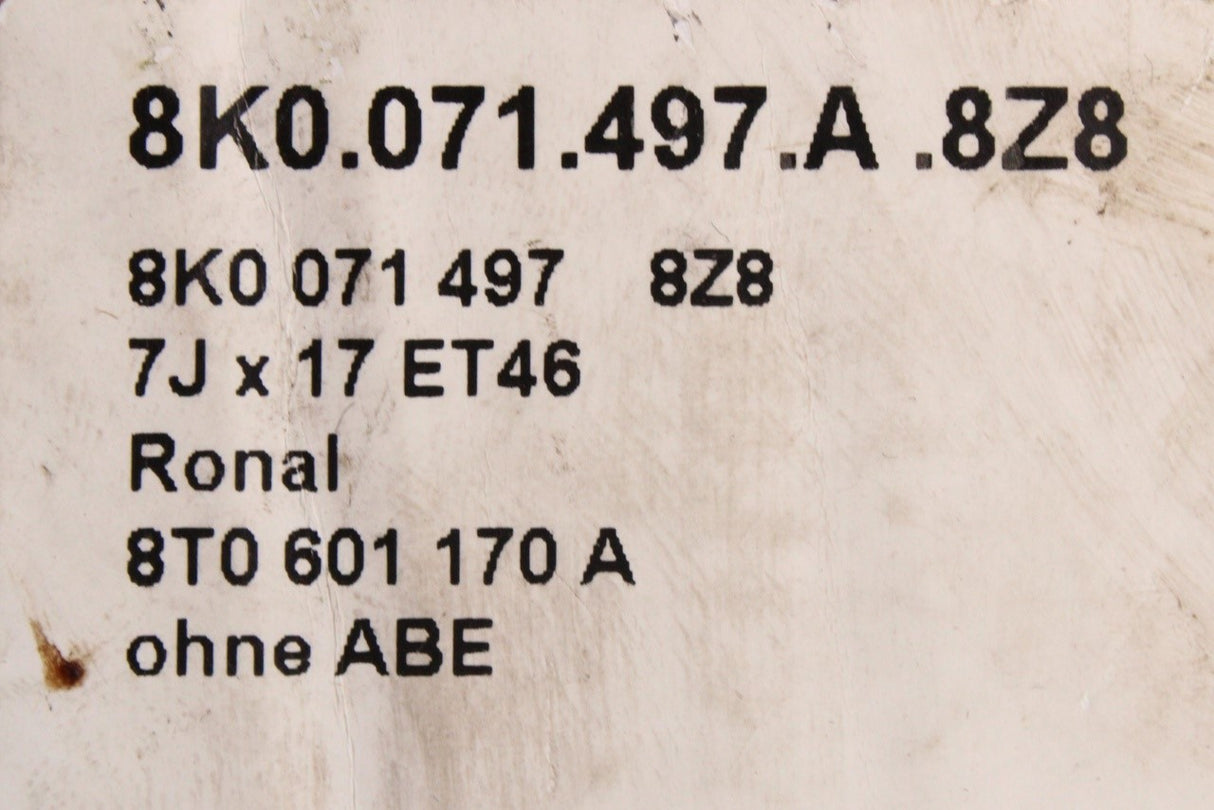 8K0.071.497.A .8Z8
8K0 071 497 8Z8
7J x 17 ET46
Ronal
8T0 601 170 A
ohne ABE